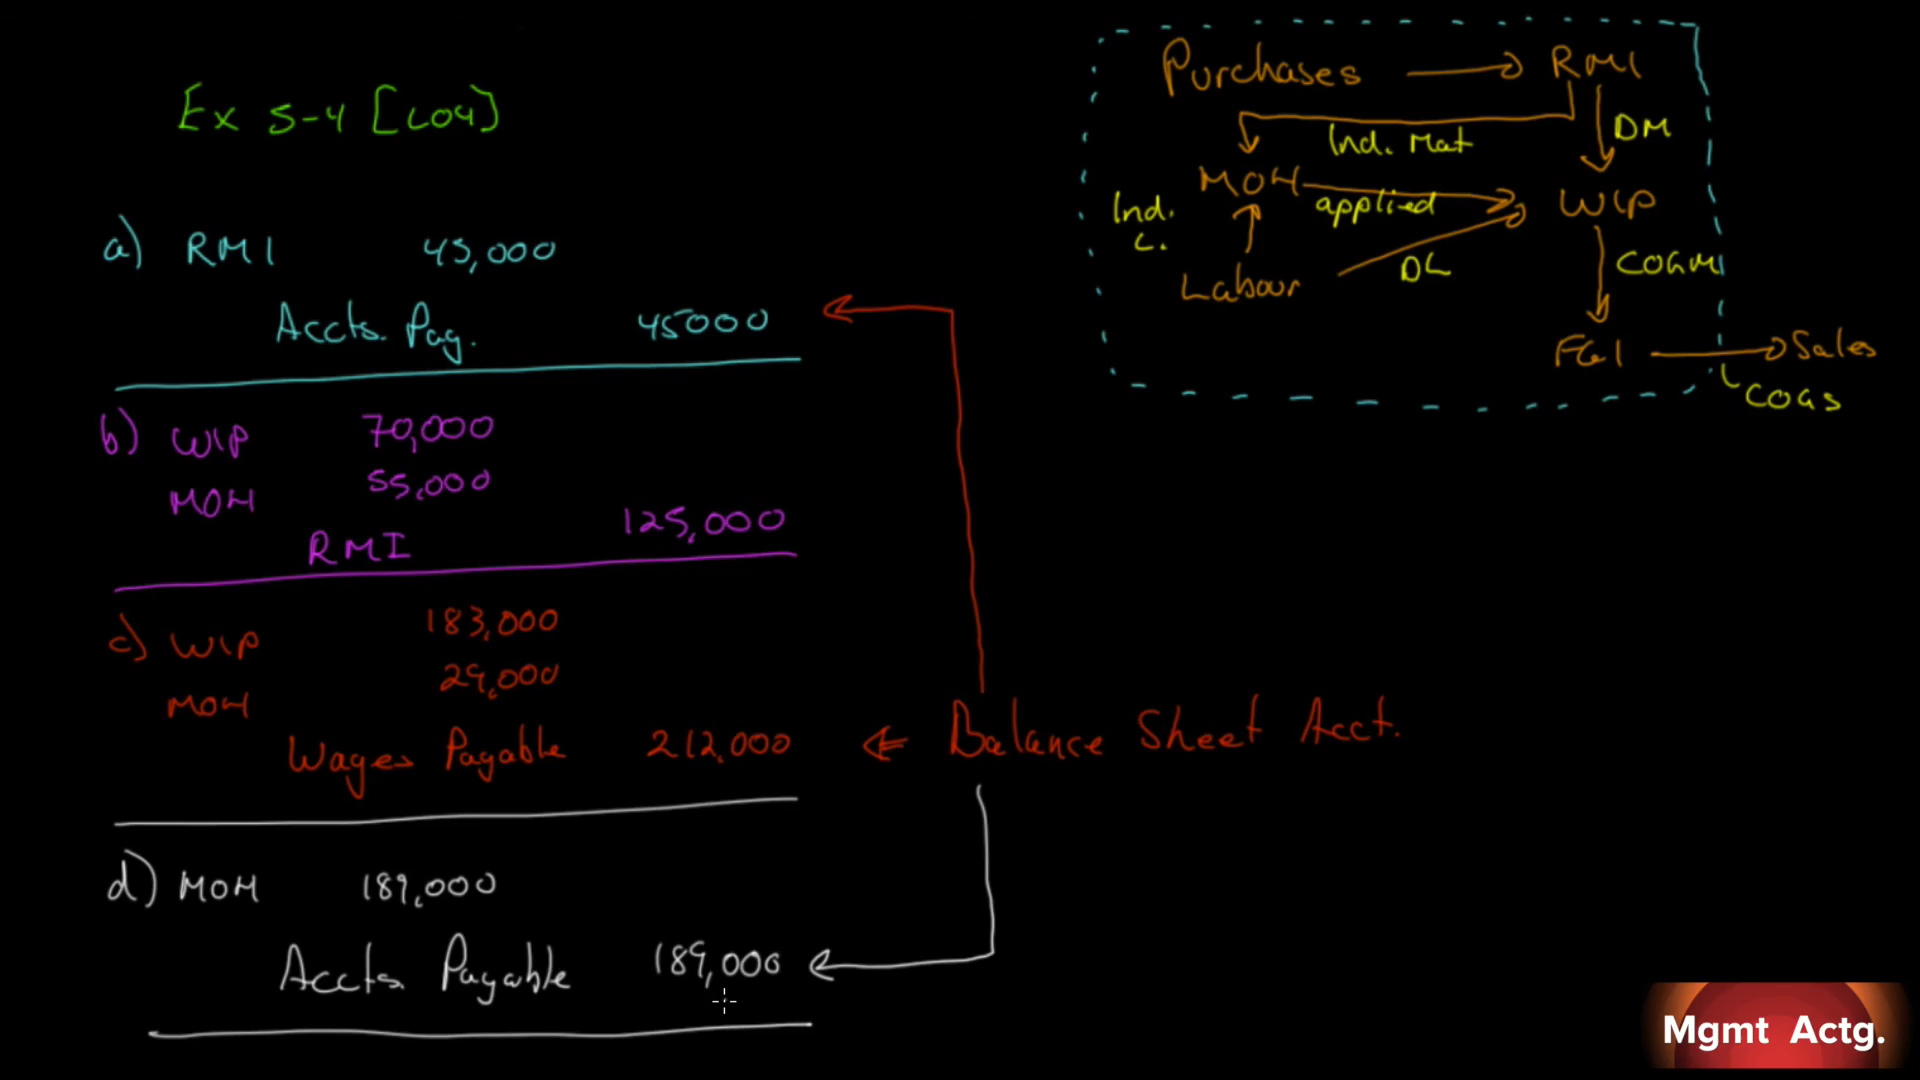 Ex 5-4 [LO4]
a) RMI 45,000
Accts. Pay. 45000
b) WIP 70,000
MOH 55,000
RMI 125,000
c) WIP 183,000
MOH 29,000
Wages Payable 212,000
Balance Sheet Acct.
d) MOH 189,000
Accts. Payable 189,000
Purchases RMI
Ind. Mat DM
MOH applied WIP
Ind. L.
Labour DL COGM
FGI Sales
COGS
Mgmt Actg.